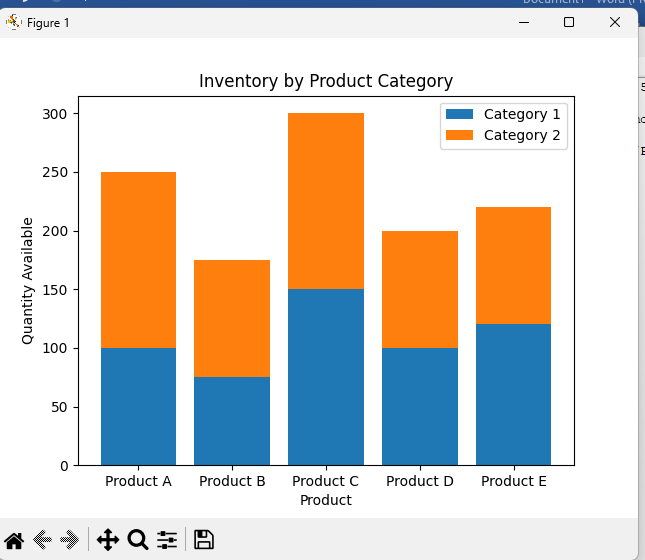 Figure 1
Inventory by Product Category
Category 1
Category 2
Quantity Available
300
250
200
150
100
50
0
Product A Product B Product C Product D Product E
Product